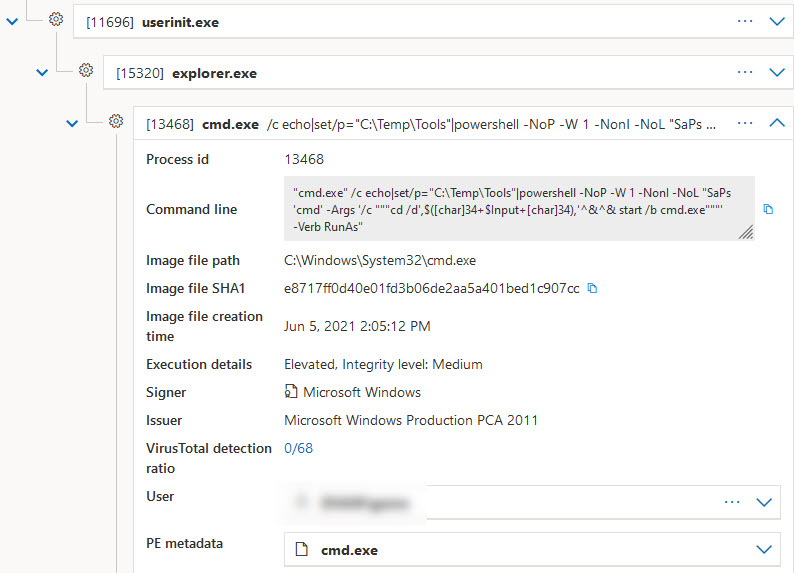 [11696] userinit.exe ...
[15320] explorer.exe ...
[13468] cmd.exe /c echo|set/p="C:\Temp\Tools"|powershell -NoP -W 1 -NonI -NoL "SaPs ... ...
Process id 13468
Command line
"cmd.exe" /c echo|set/p="C:\Temp\Tools"|powershell -NoP -W 1 -NonI -NoL "SaPs
'cmd' -Args '/c """cd /d',$([char]34+$Input+[char]34),'^&^& start /b cmd.exe"""'
-Verb RunAs"
Image file path C:\Windows\System32\cmd.exe
Image file SHA1 e8717ff0d40e01fd3b06de2aa5a401bed1c907cc
Image file creation
time
Jun 5, 2021 2:05:12 PM
Execution details Elevated, Integrity level: Medium
Signer Microsoft Windows
Issuer Microsoft Windows Production PCA 2011
VirusTotal detection
ratio
0/68
User ...
PE metadata cmd.exe